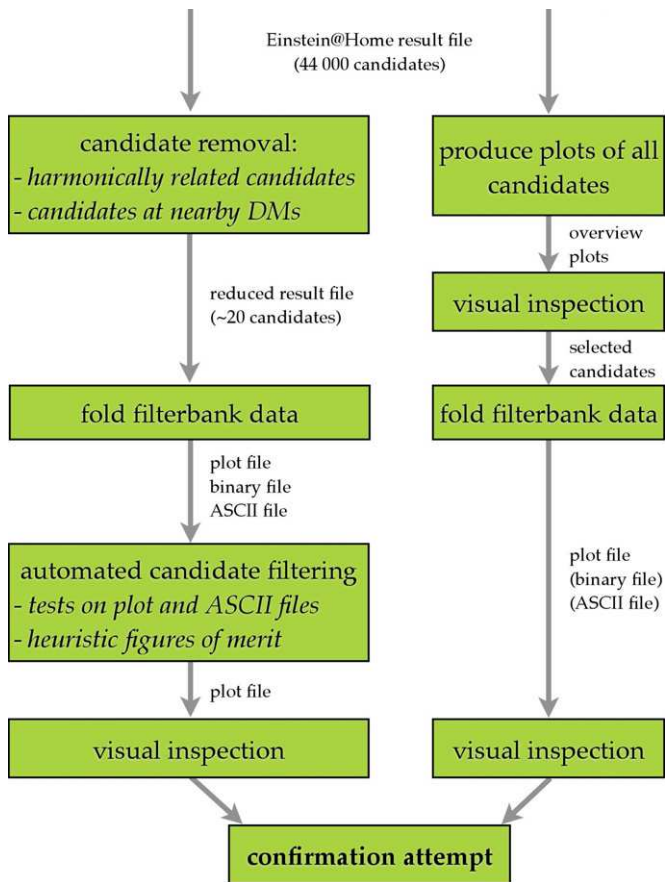 Einstein@Home result file
(44 000 candidates)
candidate removal:
- harmonically related candidates
- candidates at nearby DMs
reduced result file
(~20 candidates)
fold filterbank data
plot file
binary file
ASCII file
automated candidate filtering
- tests on plot and ASCII files
- heuristic figures of merit
plot file
visual inspection
produce plots of all
candidates
overview
plots
visual inspection
selected
candidates
fold filterbank data
plot file
(binary file)
(ASCII file)
visual inspection
confirmation attempt